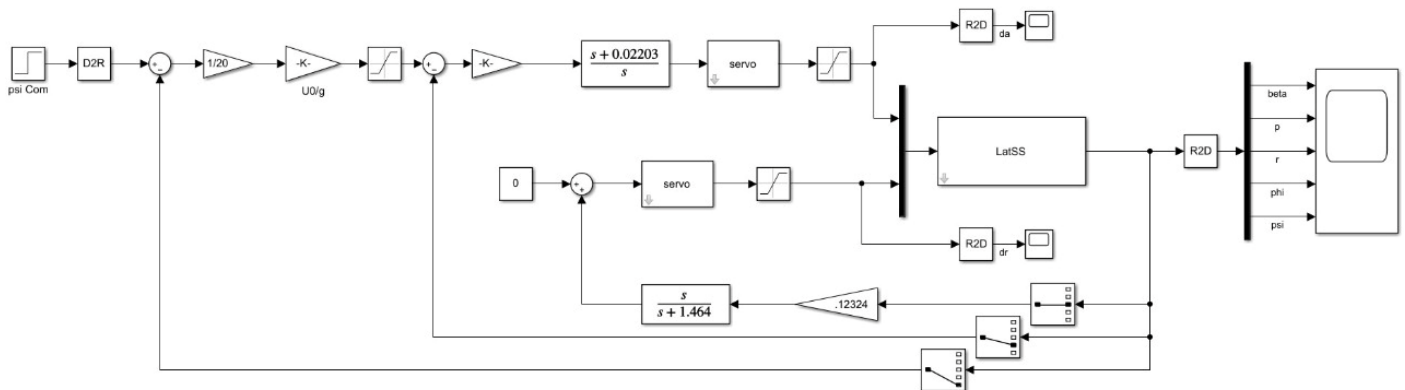 psi Com
D2R
1/20
-K-
U0/g
-K-
s + 0.02203
s
servo
R2D
da
LatSS
R2D
beta
p
r
phi
psi
0
servo
R2D
dr
s
s + 1.464
.12324